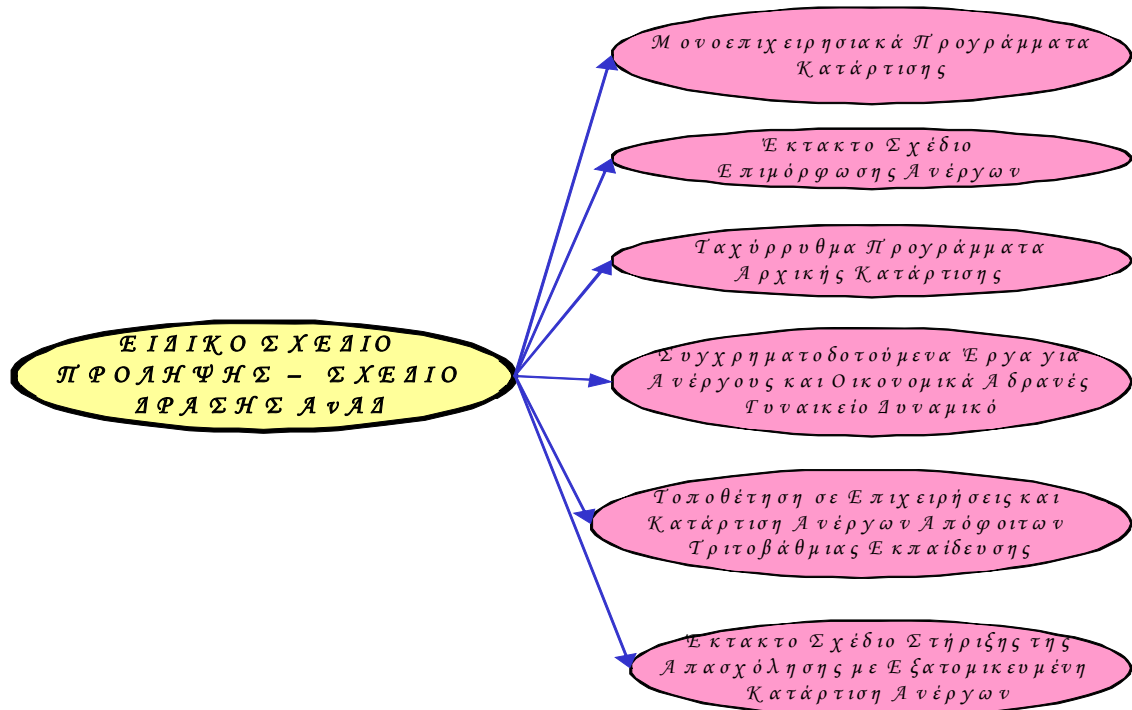 Μονοεπιχειρησιακά Προγράμματα
Κατάρτισης
Έκτακτο Σχέδιο
Επιμόρφωσης Ανέργων
Ταχύρρυθμα Προγράμματα
Αρχικής Κατάρτισης
ΕΙΔΙΚΟ ΣΧΕΔΙΟ
ΠΡΟΛΗΨΗΣ – ΣΧΕΔΙΟ
ΔΡΑΣΗΣ ΑνΑΔ
Συγχρηματοδοτούμενα Έργα για
Ανέργους και Οικονομικά Αδρανές
Γυναικείο Δυναμικό
Τοποθέτηση σε Επιχειρήσεις και
Κατάρτιση Ανέργων Απόφοιτων
Τριτοβάθμιας Εκπαίδευσης
Έκτακτο Σχέδιο Στήριξης της
Απασχόλησης με Εξατομικευμένη
Κατάρτιση Ανέργων